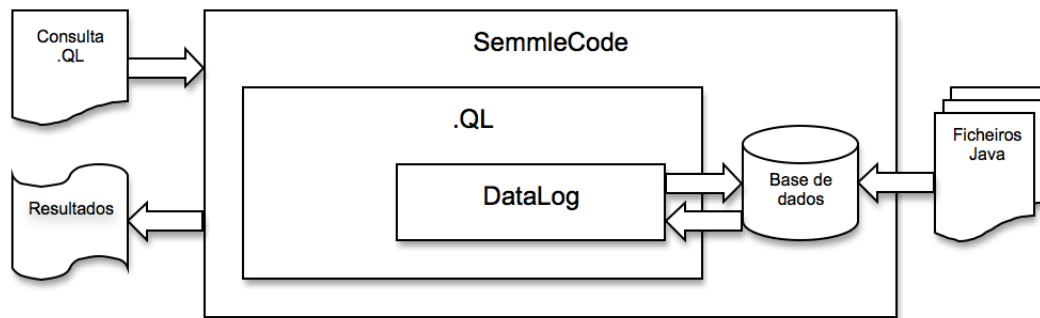 Consulta
.QL
SemmleCode
.QL
DataLog
Base de
dados
Ficheiros
Java
Resultados